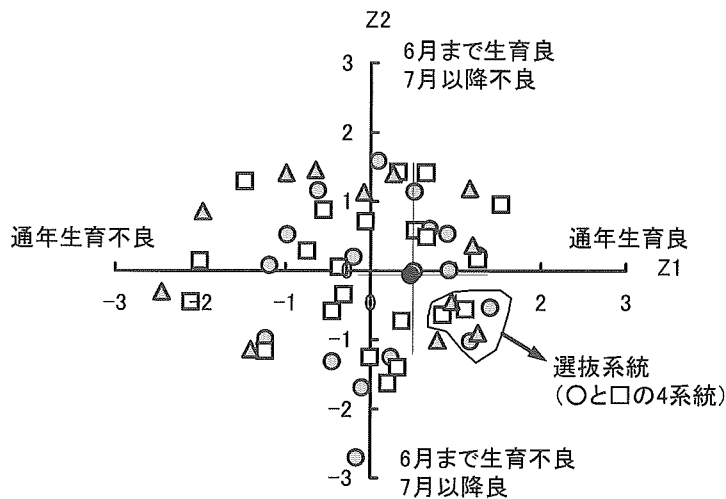 Z2
6月まで生育良
7月以降不良
3
2
1
通年生育不良
通年生育良
Z1
-3
-2
-1
1
2
3
-1
-2
-3
選抜系統
(○と□の4系統)
6月まで生育不良
7月以降良